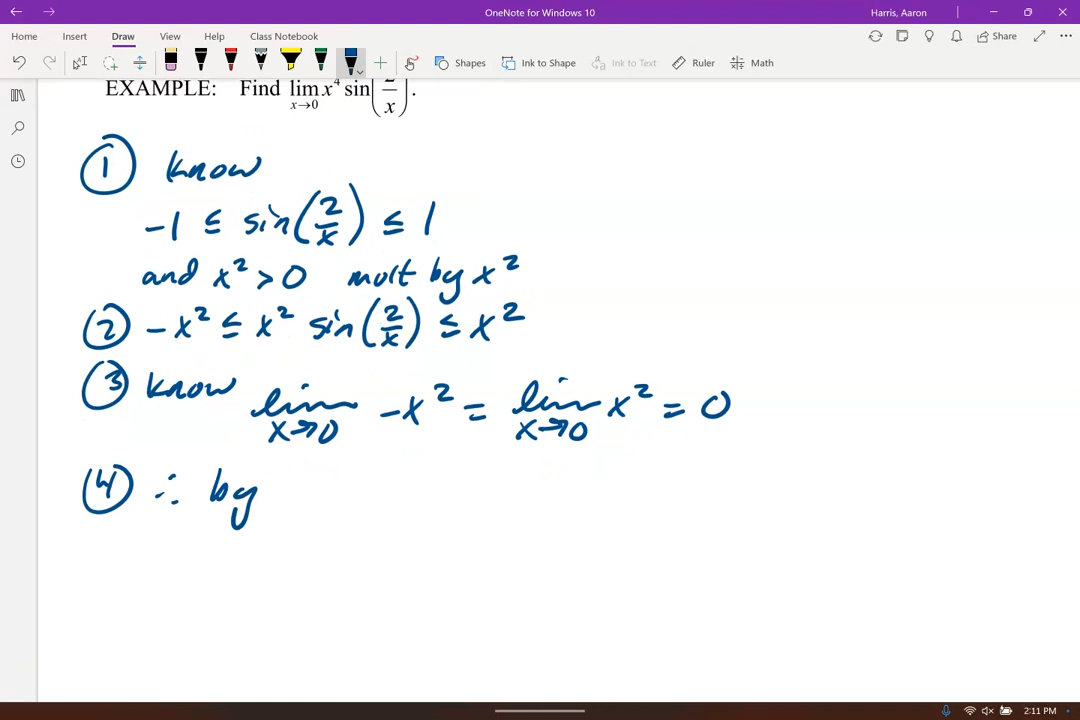 OneNote for Windows 10
Harris, Aaron
Home Insert Draw View Help Class Notebook
Share
Shapes Ink to Shape Ink to Text Ruler Math
EXAMPLE: Find lim x→0 x⁴ sin(2/x).
① know
-1 ≤ sin(2/x) ≤ 1
and x² > 0 mult by x²
② -x² ≤ x² sin(2/x) ≤ x²
③ know lim x→0 -x² = lim x→0 x² = 0
④ ∴ by
2:11 PM